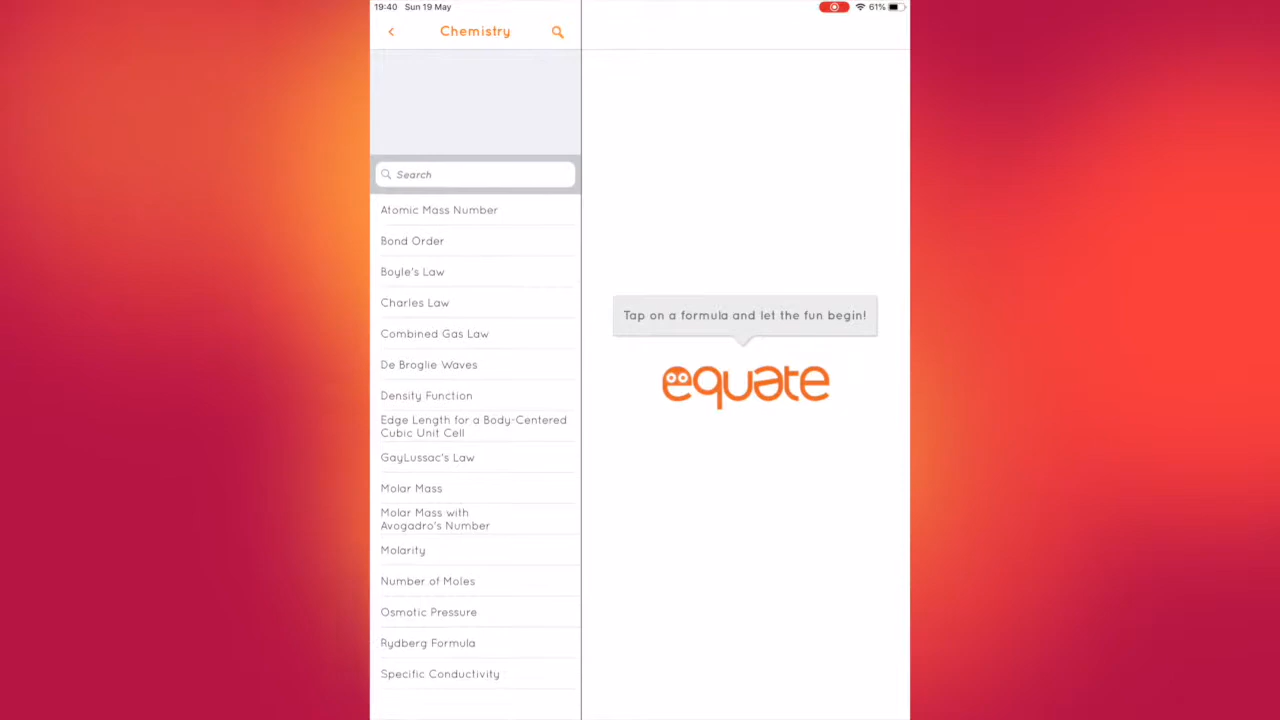 19:40 Sun 19 May
61%
Chemistry
Search
Atomic Mass Number
Bond Order
Boyle's Law
Charles Law
Combined Gas Law
De Broglie Waves
Density Function
Edge Length for a Body-Centered
Cubic Unit Cell
GayLussac's Law
Molar Mass
Molar Mass with
Avogadro's Number
Molarity
Number of Moles
Osmotic Pressure
Rydberg Formula
Specific Conductivity
Tap on a formula and let the fun begin!
equate